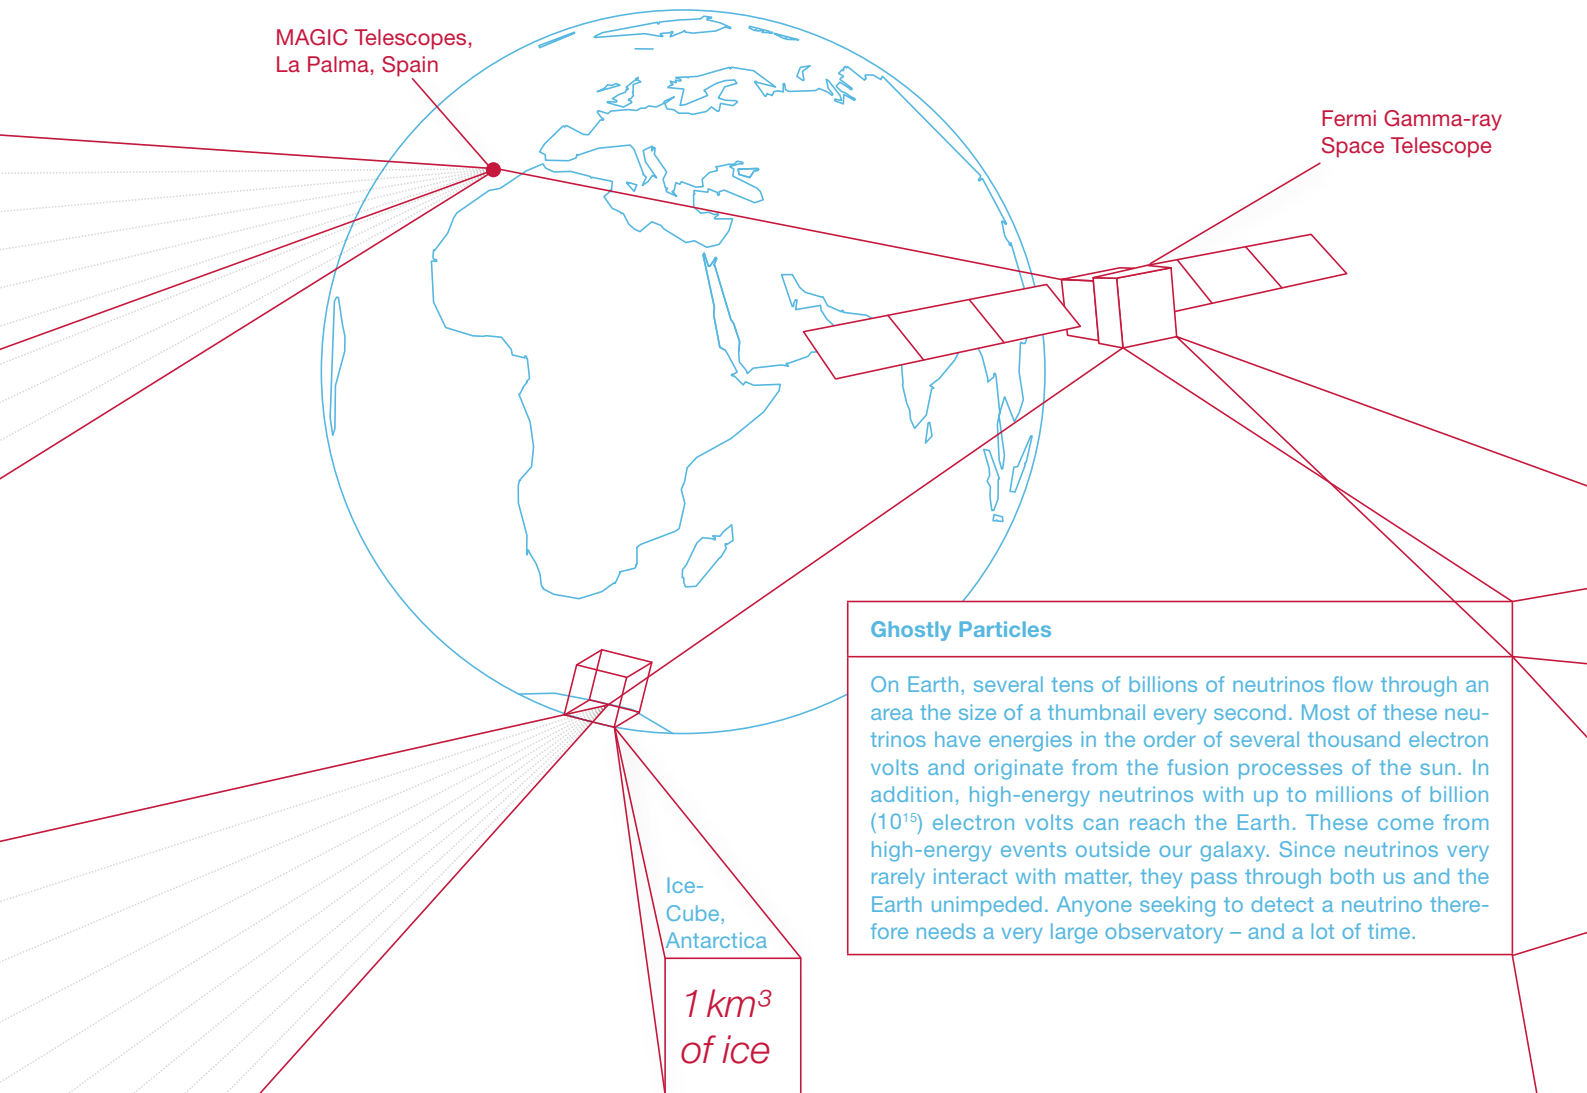 MAGIC Telescopes,
La Palma, Spain
Fermi Gamma-ray
Space Telescope
Ghostly Particles
On Earth, several tens of billions of neutrinos flow through an
area the size of a thumbnail every second. Most of these neu-
trinos have energies in the order of several thousand electron
volts and originate from the fusion processes of the sun. In
addition, high-energy neutrinos with up to millions of billion
(10¹⁵) electron volts can reach the Earth. These come from
high-energy events outside our galaxy. Since neutrinos very
rarely interact with matter, they pass through both us and the
Earth unimpeded. Anyone seeking to detect a neutrino there-
fore needs a very large observatory – and a lot of time.
Ice-
Cube,
Antarctica
1 km³
of ice